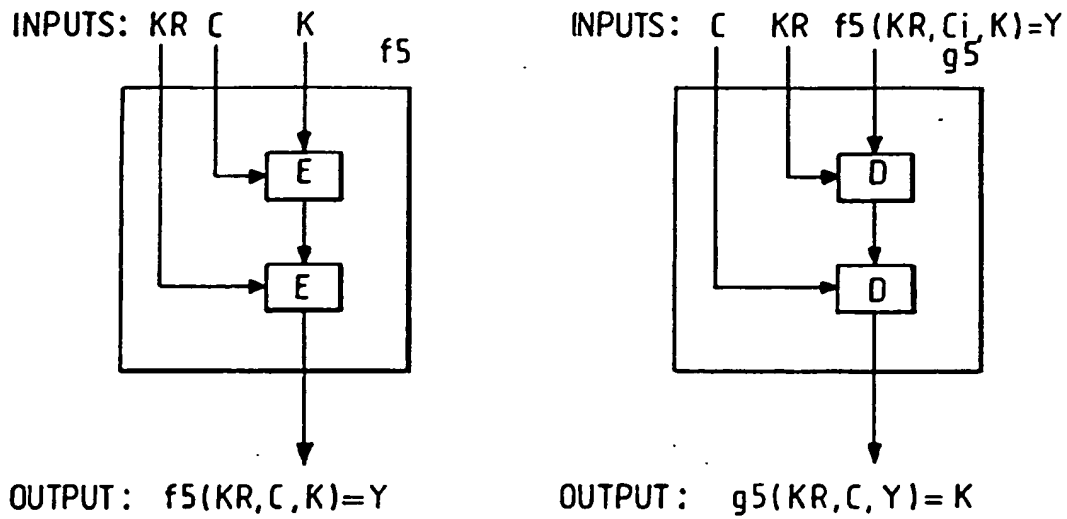 INPUTS: KR C K
f5
E
E
OUTPUT: f5(KR,C,K)=Y
INPUTS: C KR f5(KR,Ci,K)=Y
g5
D
D
OUTPUT: g5(KR,C,Y)=K